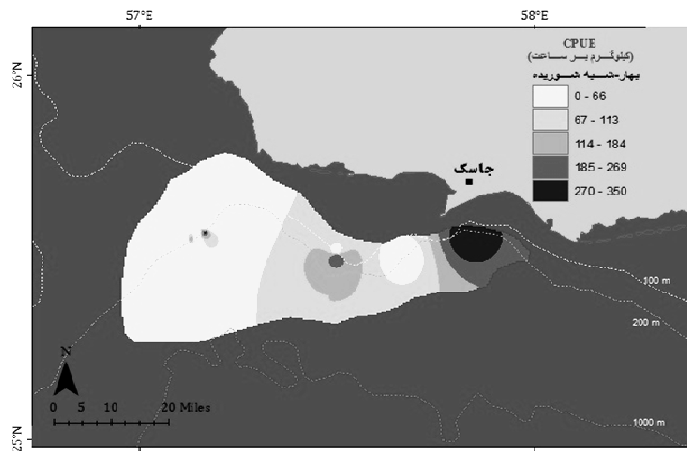 57°E
58°E
26°N
25°N
CPUE
(کیلوگرم بر ساعت)
بهار-شبه شوریده
0 - 66
67 - 113
114 - 184
185 - 269
270 - 350
جاسک
100 m
200 m
1000 m
N
0 5 10 20 Miles